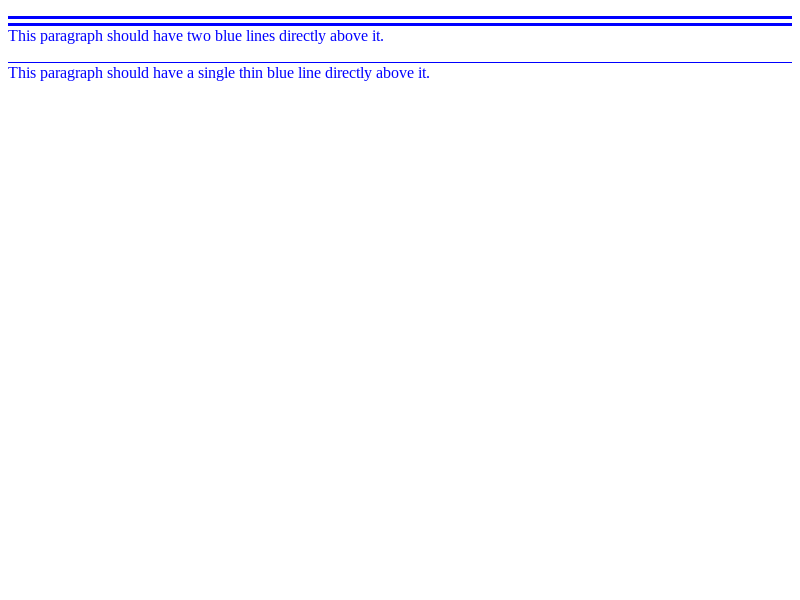 This paragraph should have two blue lines directly above it.
This paragraph should have a single thin blue line directly above it.